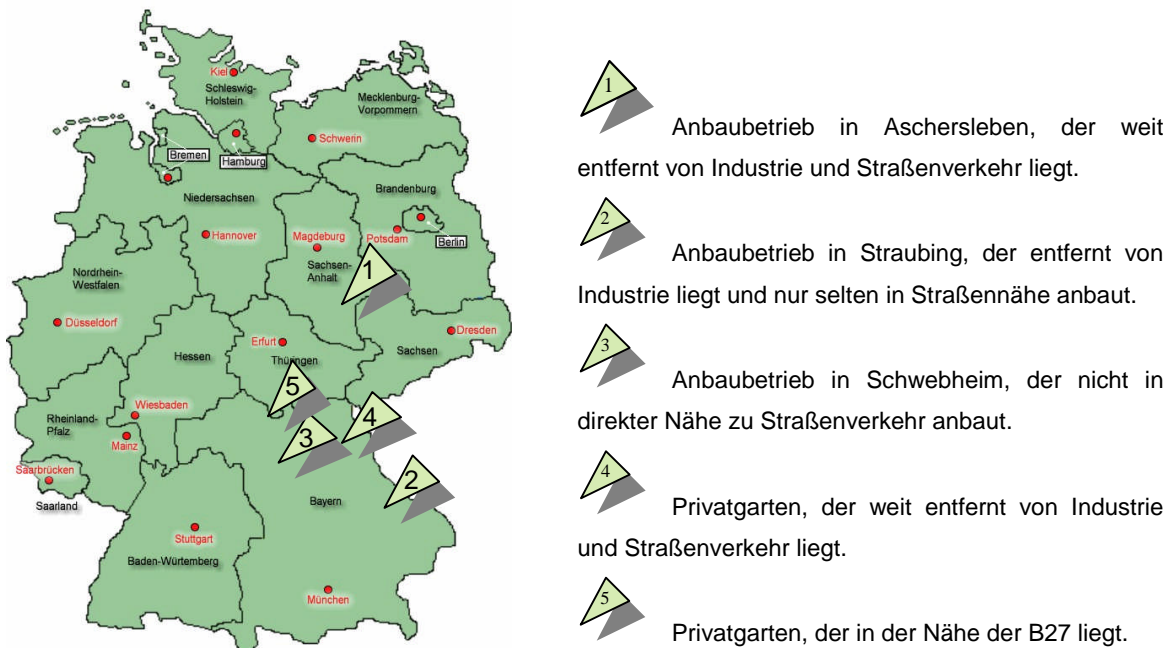 Kiel
Schleswig-
Holstein
Mecklenburg-
Vorpommern
Schwerin
Bremen
Hamburg
Niedersachsen
Brandenburg
Hannover
Magdeburg
Potsdam
Berlin
Sachsen-
Anhalt
1
Nordrhein-
Westfalen
Düsseldorf
Dresden
Erfurt
Hessen
Thüringen
Sachsen
5
Wiesbaden
Rheinland-
Pfalz
4
3
Mainz
Saarbrücken
2
Saarland
Bayern
Stuttgart
Baden-Würtemberg
München
1
Anbaubetrieb in Aschersleben, der weit
entfernt von Industrie und Straßenverkehr liegt.
2
Anbaubetrieb in Straubing, der entfernt von
Industrie liegt und nur selten in Straßennähe anbaut.
3
Anbaubetrieb in Schwebheim, der nicht in
direkter Nähe zu Straßenverkehr anbaut.
4
Privatgarten, der weit entfernt von Industrie
und Straßenverkehr liegt.
5
Privatgarten, der in der Nähe der B27 liegt.